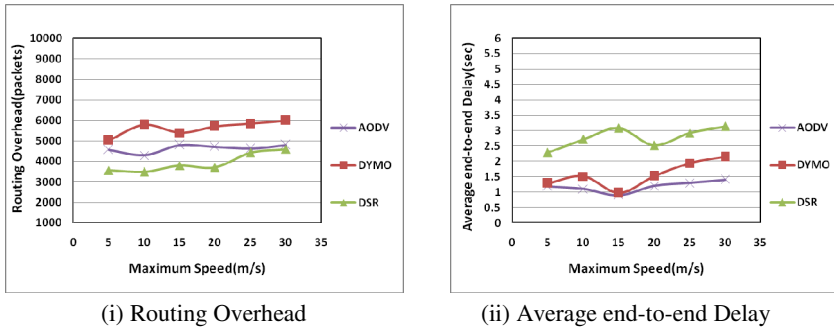 10000
9000
8000
7000
6000
5000
4000
3000
2000
1000
0 5 10 15 20 25 30 35
Routing Overhead(packets)
Maximum Speed(m/s)
AODV
DYMO
DSR
(i) Routing Overhead
6
5.5
5
4.5
4
3.5
3
2.5
2
1.5
1
0.5
0
0 5 10 15 20 25 30 35
Average end-to-end Delay(sec)
Maximum Speed(m/s)
AODV
DYMO
DSR
(ii) Average end-to-end Delay